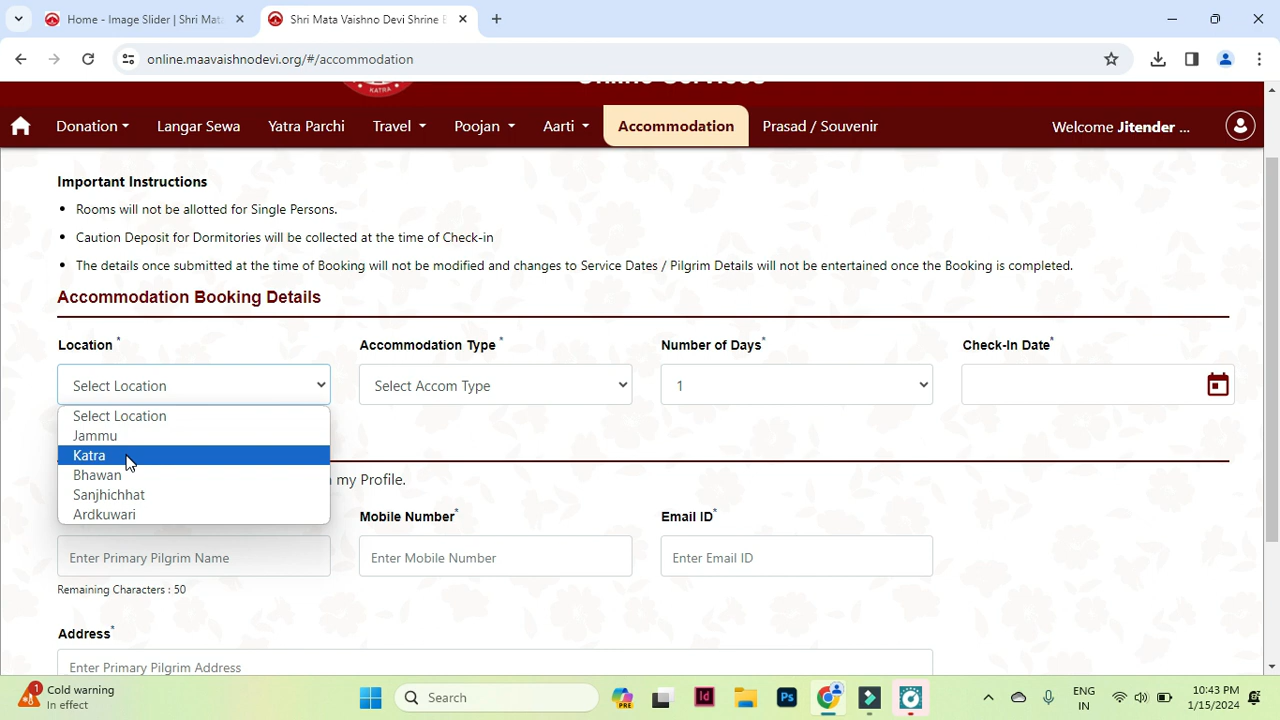 Home - Image Slider | Shri Mat
Shri Mata Vaishno Devi Shrine B
online.maavaishnodevi.org/#/accommodation
KATRA
Online Services
Donation
Langar Sewa
Yatra Parchi
Travel
Poojan
Aarti
Accommodation
Prasad / Souvenir
Welcome Jitender ...
Important Instructions
• Rooms will not be allotted for Single Persons.
• Caution Deposit for Dormitories will be collected at the time of Check-in
• The details once submitted at the time of Booking will not be modified and changes to Service Dates / Pilgrim Details will not be entertained once the Booking is completed.
Accommodation Booking Details
Location *
Accommodation Type *
Number of Days*
Check-In Date*
Select Location
Select Accom Type
1
Select Location
Jammu
Katra
Bhawan
Sanjhichhat
Ardkuwari
my Profile.
Mobile Number*
Email ID*
Enter Primary Pilgrim Name
Enter Mobile Number
Enter Email ID
Remaining Characters : 50
Address*
Enter Primary Pilgrim Address
1
Cold warning
In effect
Search
PRE
Id
Ps
ENG
IN
10:43 PM
1/15/2024